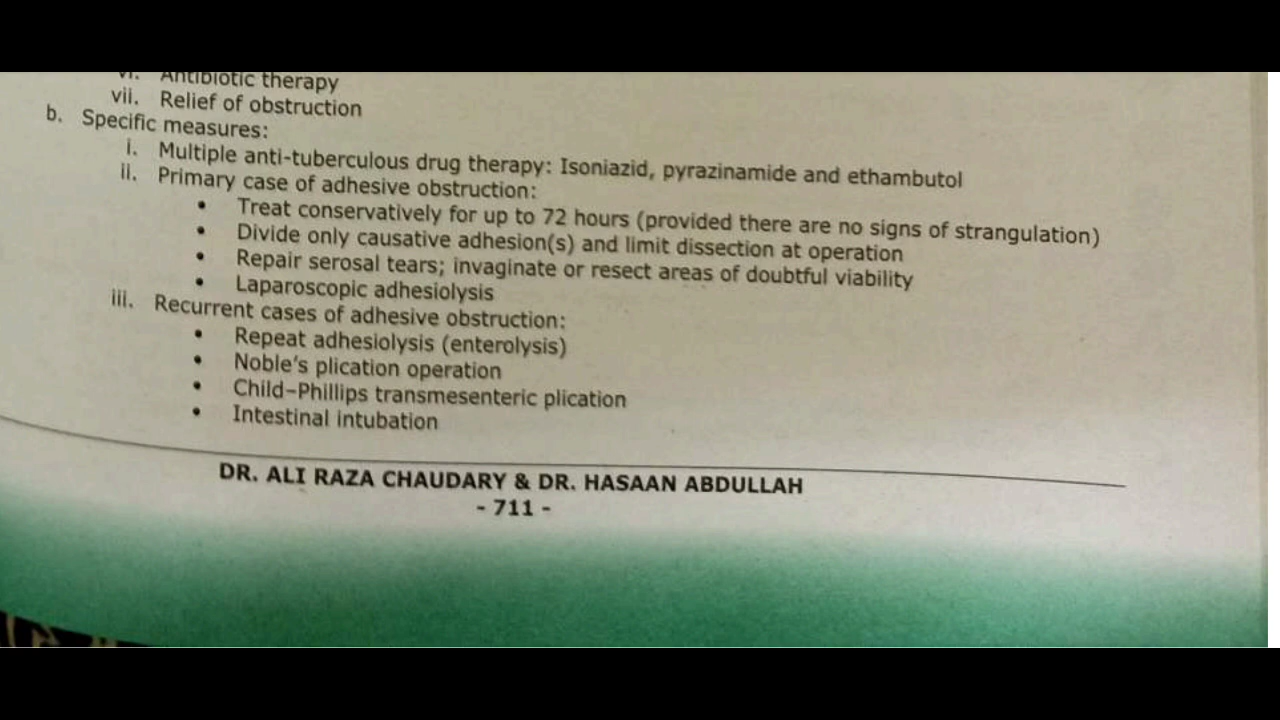 vi. Antibiotic therapy
vii. Relief of obstruction
b. Specific measures:
i. Multiple anti-tuberculous drug therapy: Isoniazid, pyrazinamide and ethambutol
ii. Primary case of adhesive obstruction:
• Treat conservatively for up to 72 hours (provided there are no signs of strangulation)
• Divide only causative adhesion(s) and limit dissection at operation
• Repair serosal tears; invaginate or resect areas of doubtful viability
• Laparoscopic adhesiolysis
iii. Recurrent cases of adhesive obstruction:
• Repeat adhesiolysis (enterolysis)
• Noble's plication operation
• Child–Phillips transmesenteric plication
• Intestinal intubation
DR. ALI RAZA CHAUDARY & DR. HASAAN ABDULLAH
- 711 -